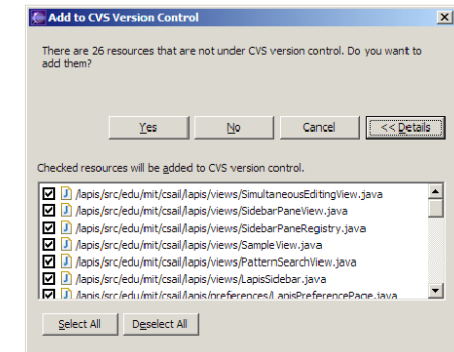 Add to CVS Version Control
There are 26 resources that are not under CVS version control. Do you want to
add them?
Yes No Cancel << Details
Checked resources will be added to CVS version control.
/lapis/src/edu/mit/csail/lapis/views/SimultaneousEditingView.java
/lapis/src/edu/mit/csail/lapis/views/SidebarPaneView.java
/lapis/src/edu/mit/csail/lapis/views/SidebarPaneRegistry.java
/lapis/src/edu/mit/csail/lapis/views/SampleView.java
/lapis/src/edu/mit/csail/lapis/views/PatternSearchView.java
/lapis/src/edu/mit/csail/lapis/views/LapisSidebar.java
/lapis/src/edu/mit/csail/lapis/preferences/LapisPreferencePage.java
Select All Deselect All